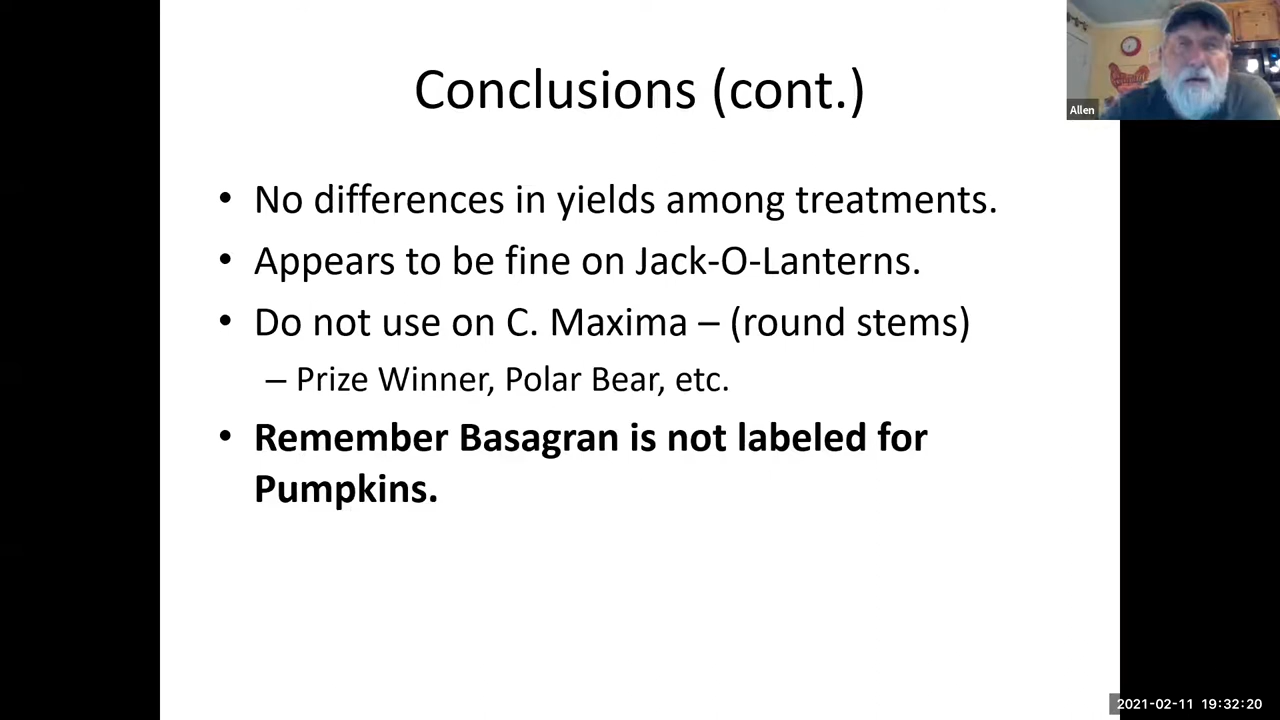 Conclusions (cont.)
Allen
• No differences in yields among treatments.
• Appears to be fine on Jack-O-Lanterns.
• Do not use on C. Maxima – (round stems)
– Prize Winner, Polar Bear, etc.
• Remember Basagran is not labeled for
Pumpkins.
2021-02-11 19:32:20